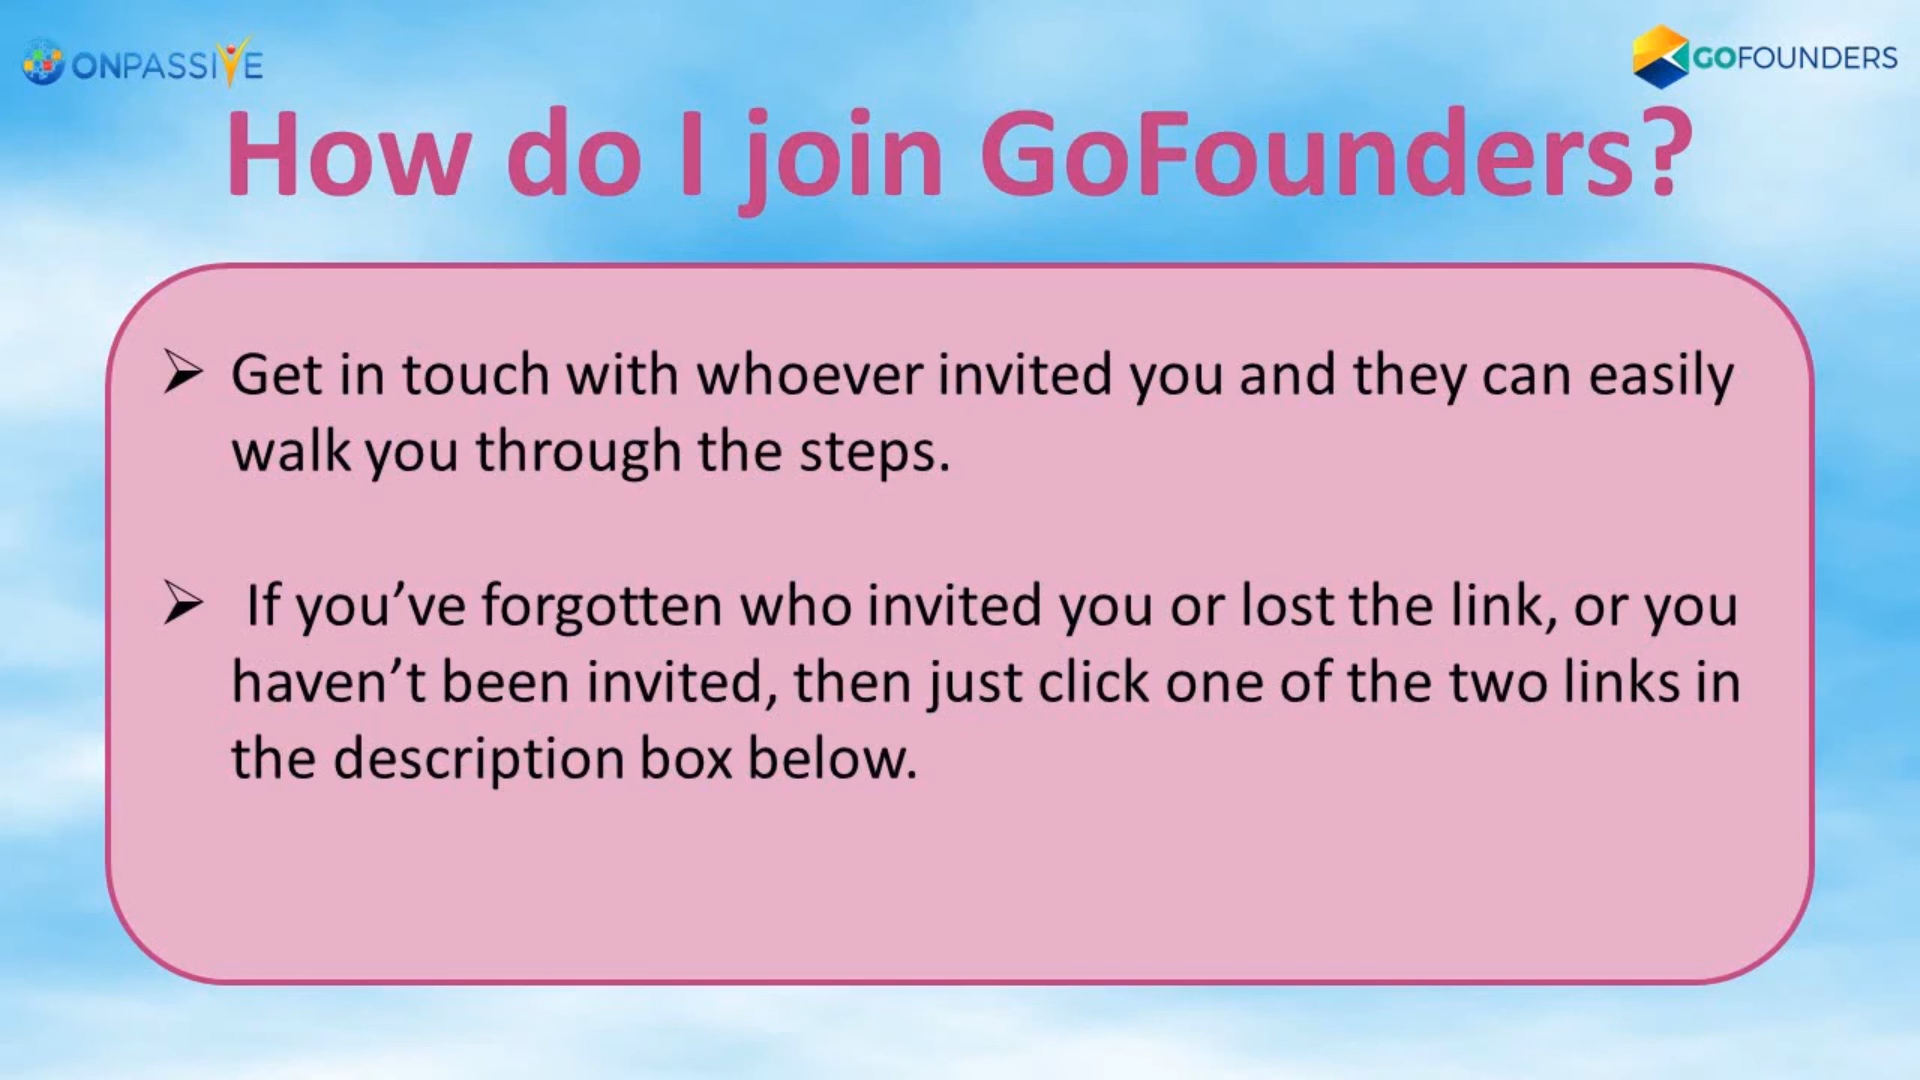 ONPASSIVE
GOFOUNDERS
How do I join GoFounders?
➢ Get in touch with whoever invited you and they can easily
walk you through the steps.
➢ If you’ve forgotten who invited you or lost the link, or you
haven’t been invited, then just click one of the two links in
the description box below.